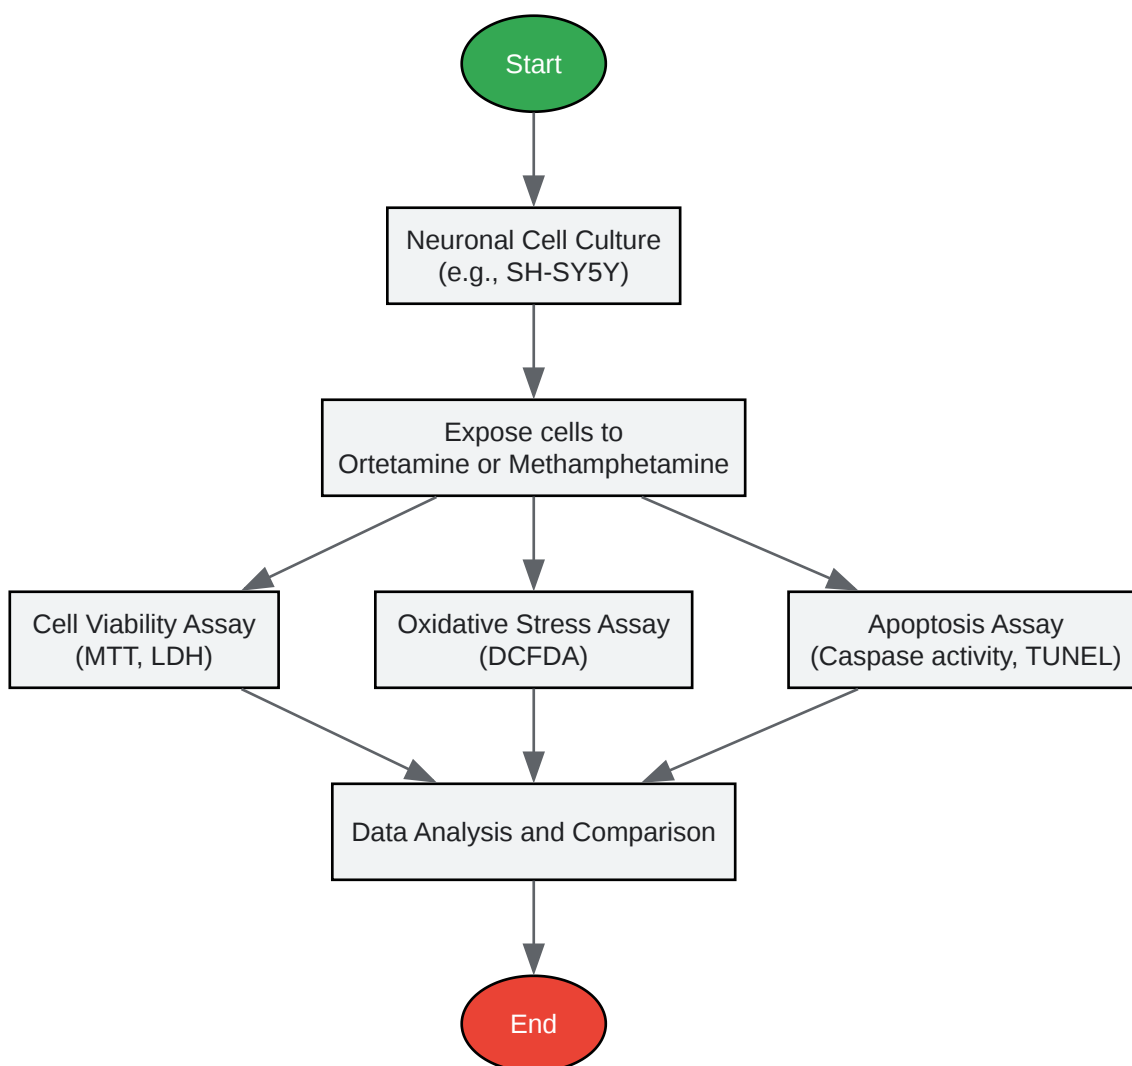 Start
Neuronal Cell Culture
(e.g., SH-SY5Y)
Expose cells to
Ortetamine or Methamphetamine
Cell Viability Assay
(MTT, LDH)
Oxidative Stress Assay
(DCFDA)
Apoptosis Assay
(Caspase activity, TUNEL)
Data Analysis and Comparison
End